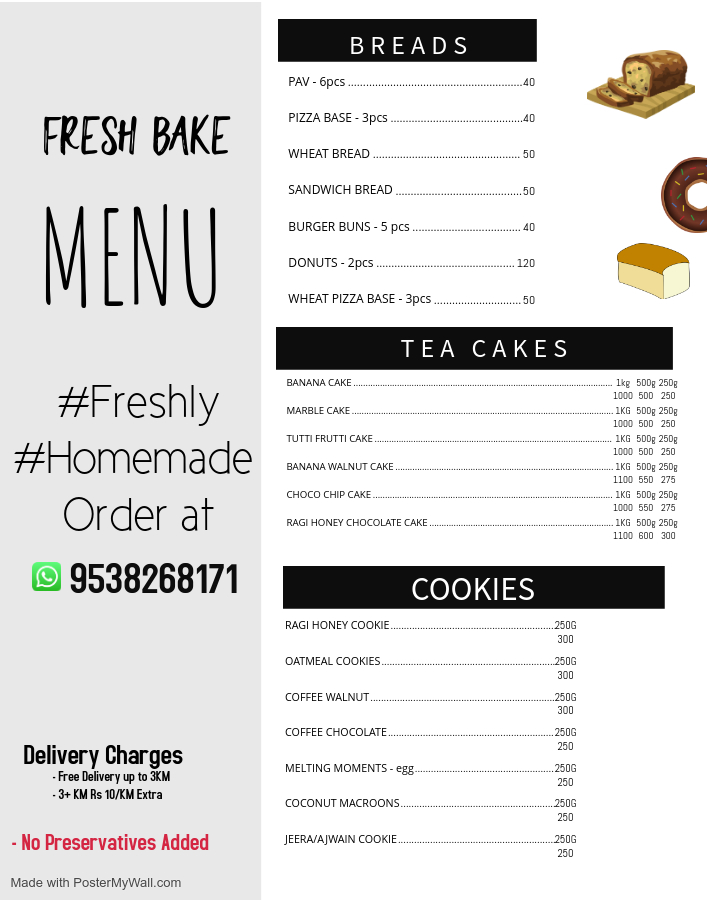 FRESH BAKE
MENU
#Freshly
#Homemade
Order at
9538268171
Delivery Charges
- Free Delivery up to 3KM
- 3+ KM Rs 10/KM Extra
- No Preservatives Added
Made with PosterMyWall.com
BREADS
PAV - 6pcs ..................................................40
PIZZA BASE - 3pcs ......................................40
WHEAT BREAD ........................................... 50
SANDWICH BREAD .....................................50
BURGER BUNS - 5 pcs ............................... 40
DONUTS - 2pcs ........................................ 120
WHEAT PIZZA BASE - 3pcs .........................50
TEA CAKES
BANANA CAKE ........................................ 1kg 500g 250g
1000 500 250
MARBLE CAKE ........................................ 1KG 500g 250g
1000 500 250
TUTTI FRUTTI CAKE ........................................ 1KG 500g 250g
1000 500 250
BANANA WALNUT CAKE ........................................ 1KG 500g 250g
1100 550 275
CHOCO CHIP CAKE ........................................ 1KG 500g 250g
1000 550 275
RAGI HONEY CHOCOLATE CAKE ........................................ 1KG 500g 250g
1100 600 300
COOKIES
RAGI HONEY COOKIE........................................250G
300
OATMEAL COOKIES........................................250G
300
COFFEE WALNUT........................................250G
300
COFFEE CHOCOLATE........................................250G
250
MELTING MOMENTS - egg........................................250G
250
COCONUT MACROONS........................................250G
250
JEERA/AJWAIN COOKIE........................................250G
250